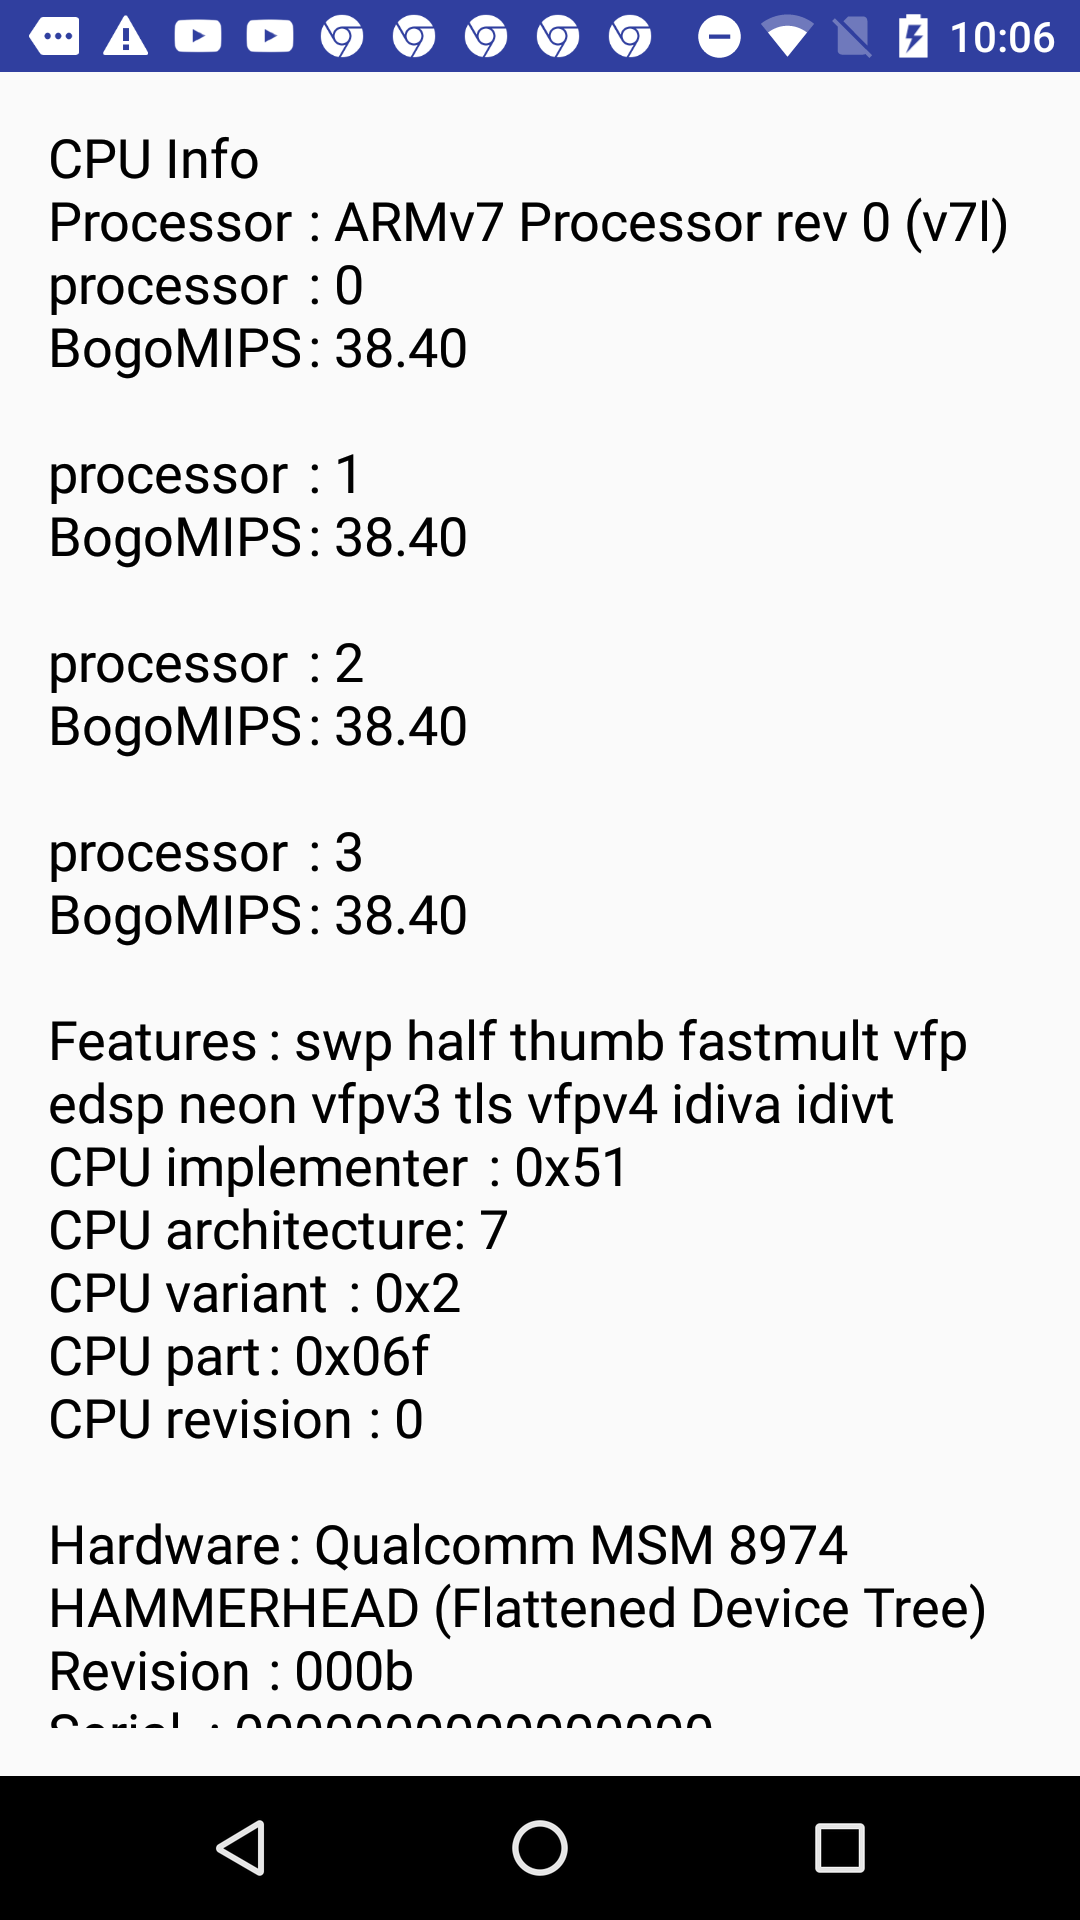 10:06
CPU Info
Processor : ARMv7 Processor rev 0 (v7l)
processor : 0
BogoMIPS : 38.40
processor : 1
BogoMIPS : 38.40
processor : 2
BogoMIPS : 38.40
processor : 3
BogoMIPS : 38.40
Features : swp half thumb fastmult vfp
edsp neon vfpv3 tls vfpv4 idiva idivt
CPU implementer : 0x51
CPU architecture: 7
CPU variant : 0x2
CPU part : 0x06f
CPU revision : 0
Hardware : Qualcomm MSM 8974
HAMMERHEAD (Flattened Device Tree)
Revision : 000b
Serial :